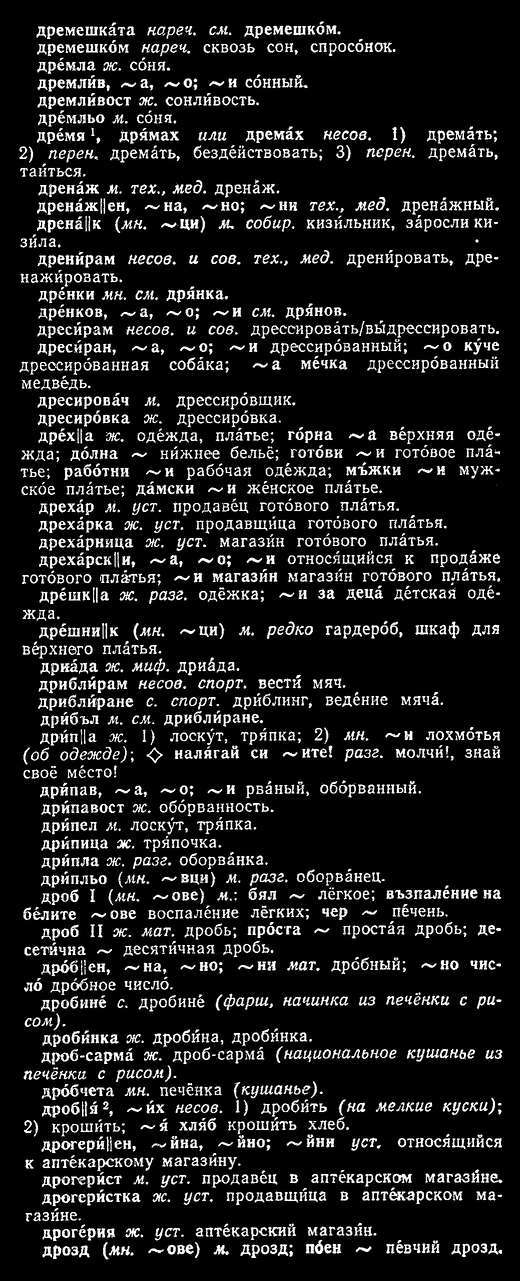 дремешка́та нареч. см. дремешко́м.
дремешко́м нареч. сквозь сон, спросо́нок.
дре́мла ж. со́ня.
дремли́в, ~а, ~о; ~и со́нный.
дремли́вост ж. сонли́вость.
дре́мльо м. со́ня.
дре́мя¹, дря́мах или дрема́х несов. 1) дрема́ть;
2) перен. дрема́ть, безде́йствовать; 3) перен. дрема́ть,
таи́ться.
дрена́ж м. тех., мед. дрена́ж.
дрена́ж||ен, ~на, ~но; ~ни тех., мед. дрена́жный.
дрена́||к (мн. ~ци) м. собир. кизи́льник, за́росли ки-
зи́ла.
дрени́рам несов. и сов. тех., мед. дрени́ровать, дре-
нажи́ровать.
дре́нки мн. см. дря́нка.
дре́нков, ~а, ~о; ~и см. дря́нов.
дреси́рам несов. и сов. дрессирова́ть/вы́дрессировать.
дреси́ран, ~а, ~о; ~и дрессиро́ванный; ~о ку́че
дрессиро́ванная соба́ка; ~а ме́чка дрессиро́ванный
медве́дь.
дресирова́ч м. дрессиро́вщик.
дресиро́вка ж. дрессиро́вка.
дре́х||а ж. оде́жда, пла́тье; го́рна ~а ве́рхняя оде́-
жда; до́лна ~ ни́жнее бельё; гото́ви ~и гото́вое пла́-
тье; рабо́тни ~и рабо́чая оде́жда; мъ́жки ~и муж-
ско́е пла́тье; да́мски ~и же́нское пла́тье.
дреха́р м. уст. продаве́ц гото́вого пла́тья.
дреха́рка ж. уст. продавщи́ца гото́вого пла́тья.
дреха́рница ж. уст. магази́н гото́вого пла́тья.
дреха́рск||и, ~а, ~о; ~и относя́щийся к прода́же
гото́вого пла́тья; ~и магази́н магази́н гото́вого пла́тья.
дре́шк||а ж. разг. одёжка; ~и за деца́ де́тская оде́-
жда.
дре́шни||к (мн. ~ци) м. редко гардеро́б, шкаф для
ве́рхнего пла́тья.
дриа́да ж. миф. дриа́да.
дрибли́рам несов. спорт. вести́ мяч.
дрибли́ране с. спорт. дри́блинг, веде́ние мяча́.
дри́бъл м. см. дрибли́ране.
дри́п||а ж. 1) лоску́т, тря́пка; 2) мн. ~и лохмо́тья
(об одежде); ◇ наля́гай си ~ите! разг. молчи́!, знай
своё ме́сто!
дри́пав, ~а, ~о; ~и рва́ный, обо́рванный.
дри́павост ж. обо́рванность.
дри́пел м. лоску́т, тря́пка.
дри́пица ж. тря́почка.
дри́пла ж. разг. оборва́нка.
дри́пльо (мн. ~вци) м. разг. оборва́нец.
дроб I (мн. ~ове) м.: бял ~ лёгкое; възпале́ние на
бе́лите ~ове воспале́ние лёгких; чер ~ пе́чень.
дроб II ж. мат. дробь; про́ста ~ проста́я дробь; де-
сети́чна ~ десяти́чная дробь.
дро́б||ен, ~на, ~но; ~ни мат. дро́бный; ~но чис-
ло́ дро́бное число́.
дробине́ с. дробине́ (фарш, начинка из печёнки с ри-
сом).
дроби́нка ж. дроби́на, дроби́нка.
дроб-сарма́ ж. дроб-сарма́ (национальное кушанье из
печёнки с рисом).
дро́бчета мн. печёнка (кушанье).
дроб||я́², ~и́х несов. 1) дроби́ть (на мелкие куски);
2) кроши́ть; ~я́ хляб кроши́ть хлеб.
дрогери́||ен, ~йна, ~йно; ~йни уст. относя́щийся
к апте́карскому магази́ну.
дрогери́ст м. уст. продаве́ц в апте́карском магази́не.
дрогери́стка ж. уст. продавщи́ца в апте́карском ма-
гази́не.
дроге́рия ж. уст. апте́карский магази́н.
дрозд (мн. ~ове) м. дрозд; по́ен ~ пе́вчий дрозд.